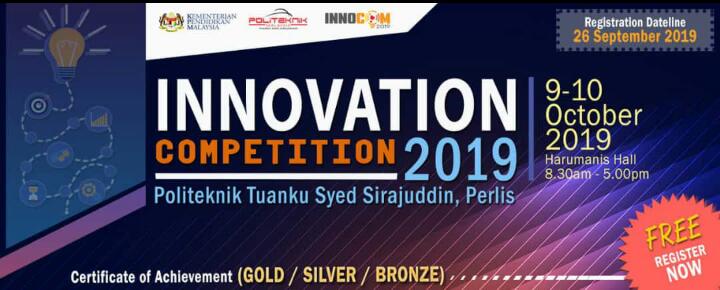 KEMENTERIAN
PENDIDIKAN
MALAYSIA
POLITEKNIK
INNOCOM
2019
Registration Dateline
26 September 2019
INNOVATION
COMPETITION 2019
Politeknik Tuanku Syed Sirajuddin, Perlis
9-10
October
2019
Harumanis Hall
8.30am - 5.00pm
FREE
REGISTER
NOW
Certificate of Achievement (GOLD / SILVER / BRONZE)